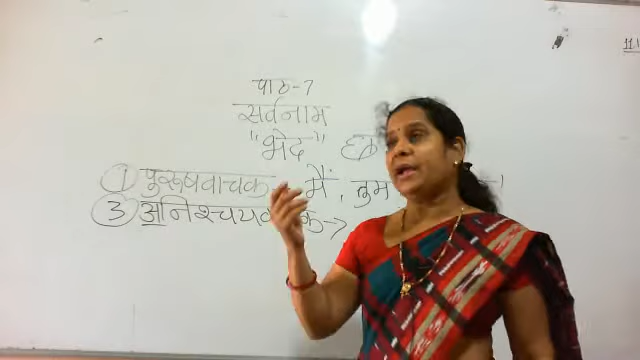 पाठ-7
सर्वनाम
"भेद"
① पुरूषवाचक - मैं, तुम
③ अनिश्चयवाचक →